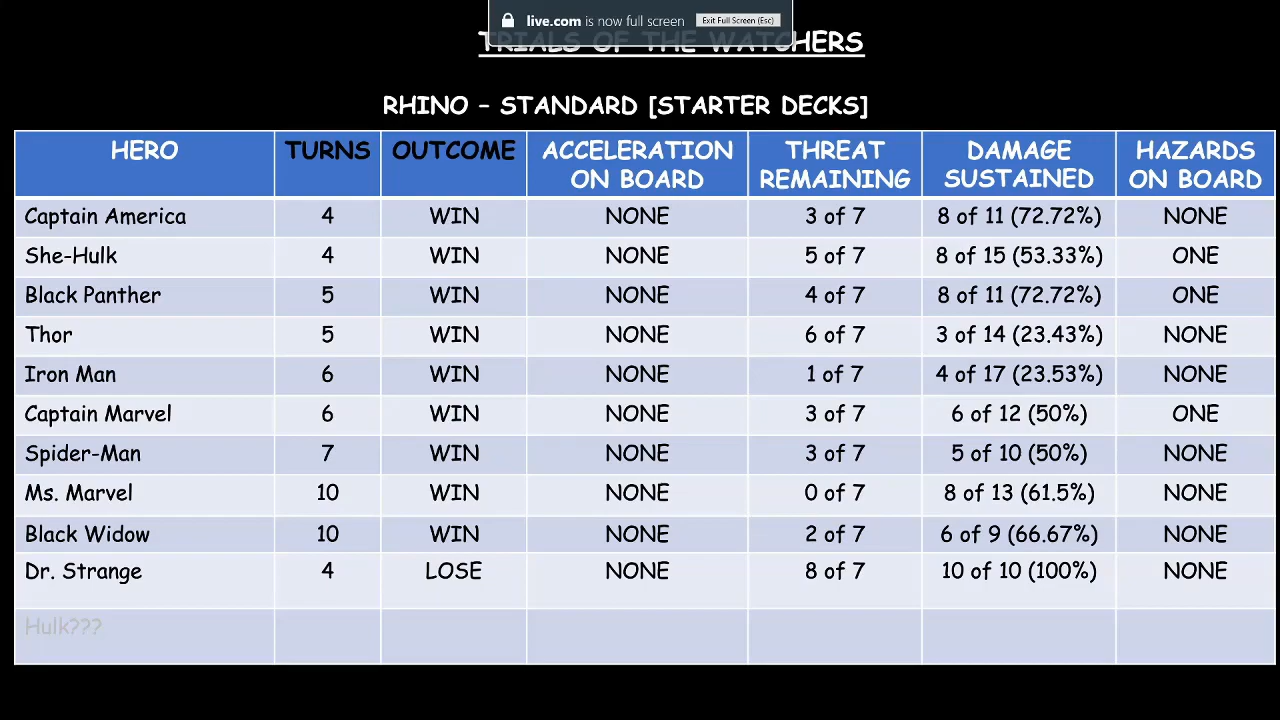 live.com is now full screen Exit Full Screen (Esc)
TRIALS OF THE WATCHERS
RHINO – STANDARD [STARTER DECKS]
HERO TURNS OUTCOME ACCELERATION ON BOARD THREAT REMAINING DAMAGE SUSTAINED HAZARDS ON BOARD
Captain America 4 WIN NONE 3 of 7 8 of 11 (72.72%) NONE
She-Hulk 4 WIN NONE 5 of 7 8 of 15 (53.33%) ONE
Black Panther 5 WIN NONE 4 of 7 8 of 11 (72.72%) ONE
Thor 5 WIN NONE 6 of 7 3 of 14 (23.43%) NONE
Iron Man 6 WIN NONE 1 of 7 4 of 17 (23.53%) NONE
Captain Marvel 6 WIN NONE 3 of 7 6 of 12 (50%) ONE
Spider-Man 7 WIN NONE 3 of 7 5 of 10 (50%) NONE
Ms. Marvel 10 WIN NONE 0 of 7 8 of 13 (61.5%) NONE
Black Widow 10 WIN NONE 2 of 7 6 of 9 (66.67%) NONE
Dr. Strange 4 LOSE NONE 8 of 7 10 of 10 (100%) NONE
Hulk???